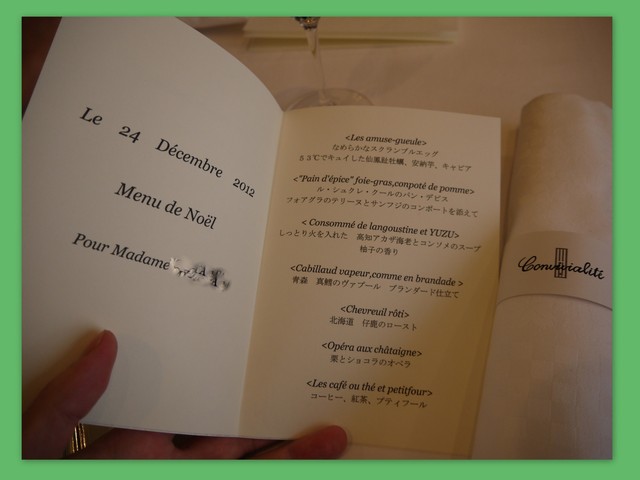 Le 24 Décembre 2012
Menu de Noël
Pour Madame
<Les amuse-gueule>
なめらかなスクランブルエッグ
53℃でキュイした仙鳳趾牡蠣、安納芋、キャビア
<"Pain d'épice" foie-gras,conpoté de pomme>
ル・シュクレ・クールのパン・デピス
フォアグラのテリーヌとサンフジのコンポートを添えて
< Consommé de langoustine et YUZU>
しっとり火を入れた 高知アカザ海老とコンソメのスープ
柚子の香り
<Cabillaud vapeur,comme en brandade >
青森 真鱈のヴァプール ブランダード仕立て
<Chevreuil rôti>
北海道 仔鹿のロースト
<Opéra aux châtaigne>
栗とショコラのオペラ
<Les café ou thé et petitfour>
コーヒー、紅茶、プティフール
Convivialité